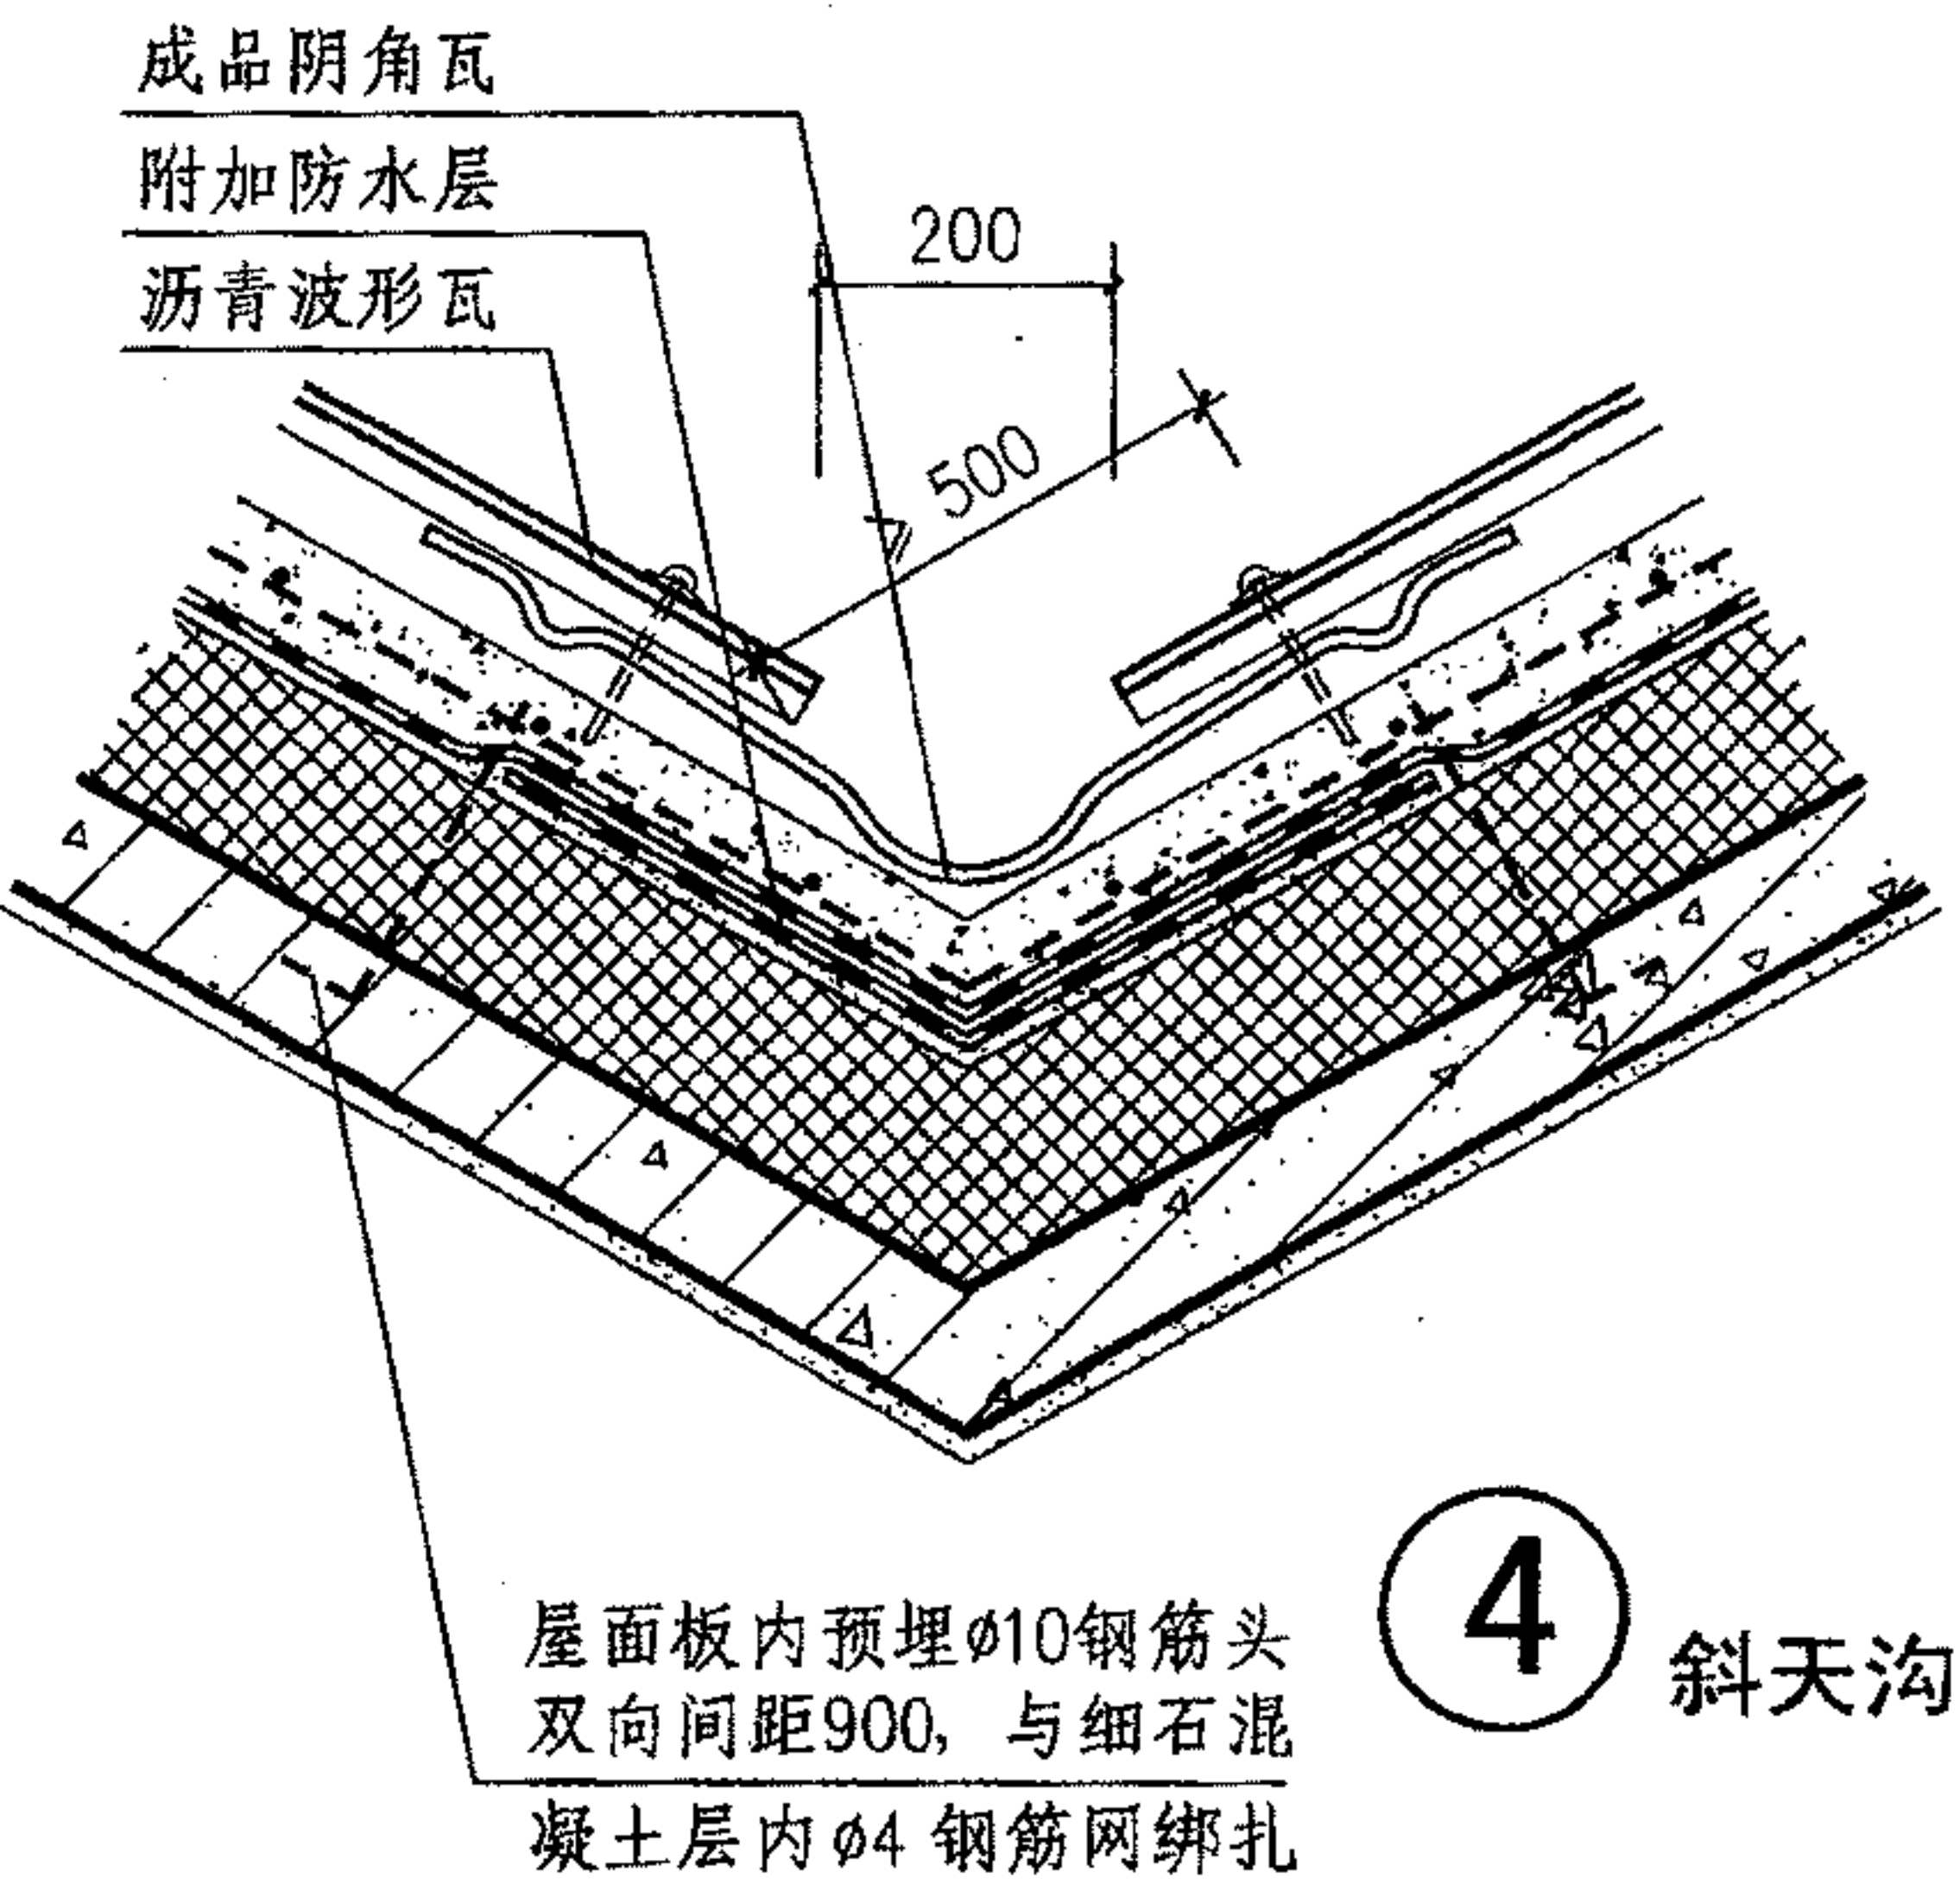 成品阴角瓦
附加防水层
沥青波形瓦
200
≥500
屋面板内预埋ø10钢筋头
双向间距900, 与细石混
凝土层内ø4 钢筋网绑扎
4
斜天沟